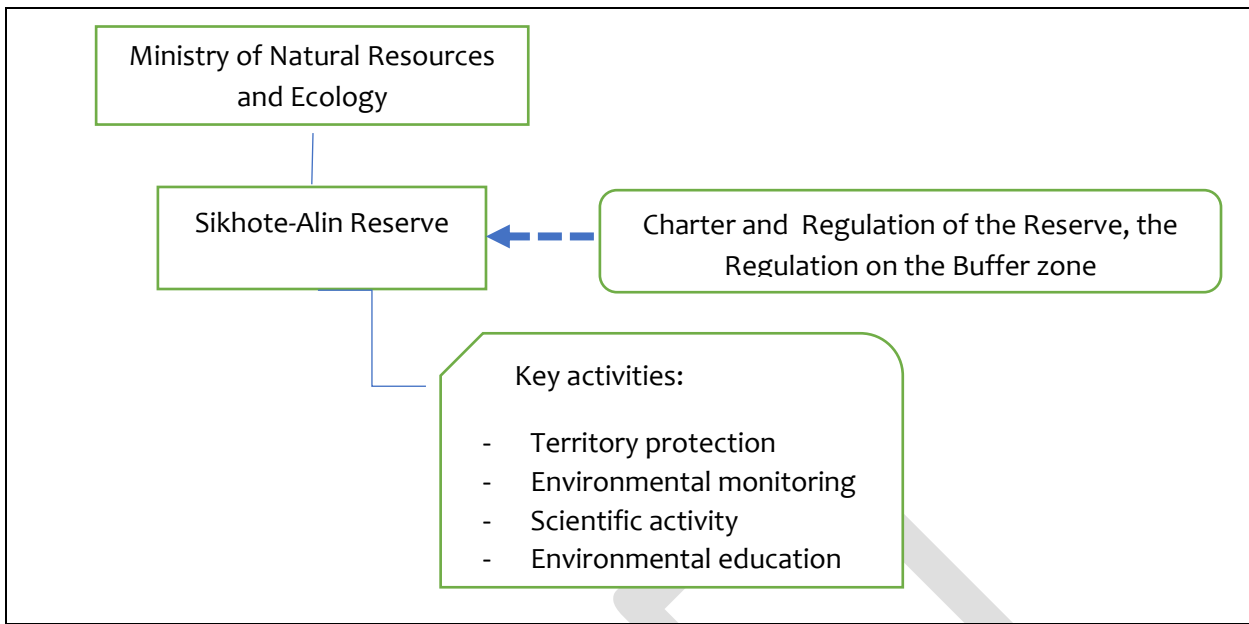 Ministry of Natural Resources
and Ecology
Sikhote-Alin Reserve
Charter and Regulation of the Reserve, the
Regulation on the Buffer zone
Key activities:
- Territory protection
- Environmental monitoring
- Scientific activity
- Environmental education